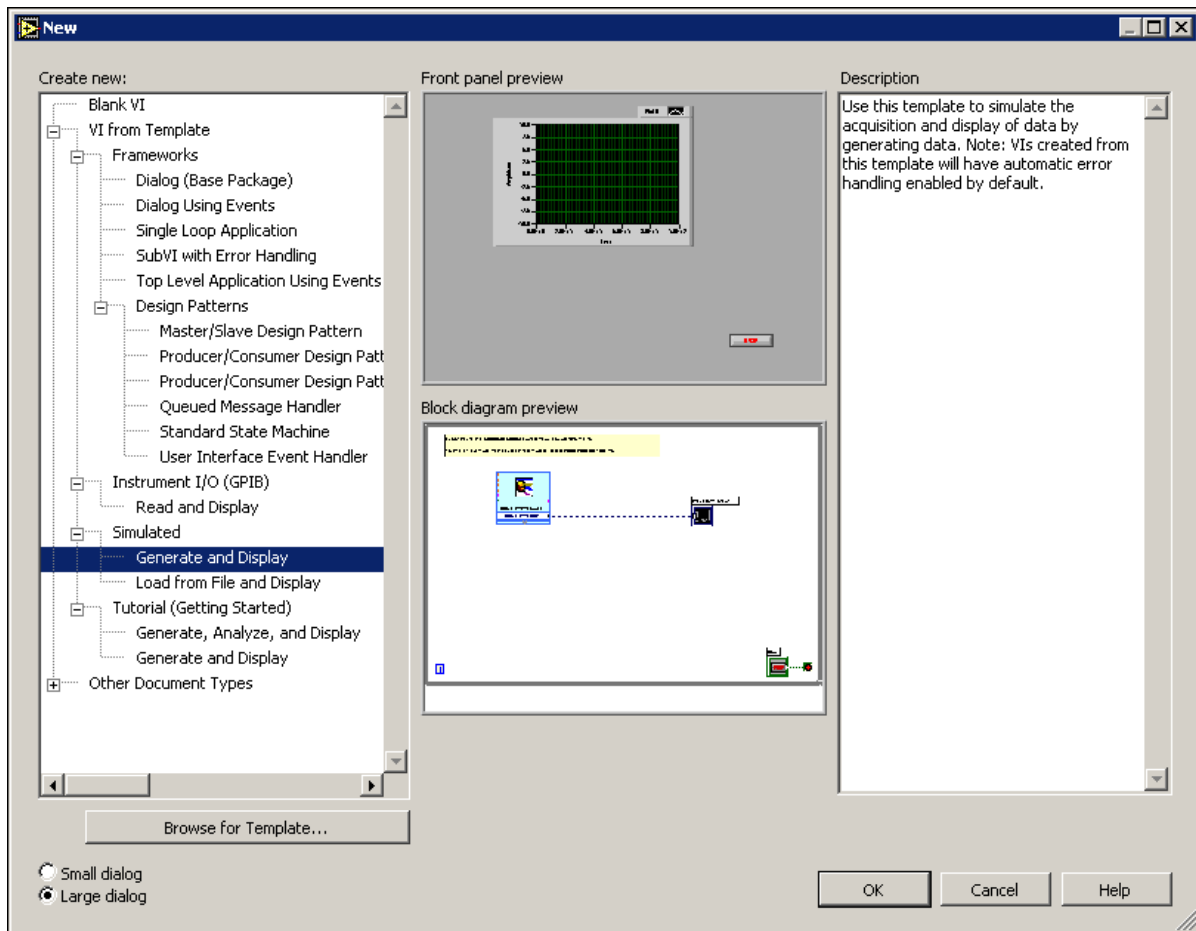 New
Create new:
Blank VI
VI from Template
Frameworks
Dialog (Base Package)
Dialog Using Events
Single Loop Application
SubVI with Error Handling
Top Level Application Using Events
Design Patterns
Master/Slave Design Pattern
Producer/Consumer Design Patt
Producer/Consumer Design Patt
Queued Message Handler
Standard State Machine
User Interface Event Handler
Instrument I/O (GPIB)
Read and Display
Simulated
Generate and Display
Load from File and Display
Tutorial (Getting Started)
Generate, Analyze, and Display
Generate and Display
Other Document Types
Browse for Template...
Small dialog
Large dialog
Front panel preview
Block diagram preview
Description
Use this template to simulate the
acquisition and display of data by
generating data. Note: VIs created from
this template will have automatic error
handling enabled by default.
OK
Cancel
Help